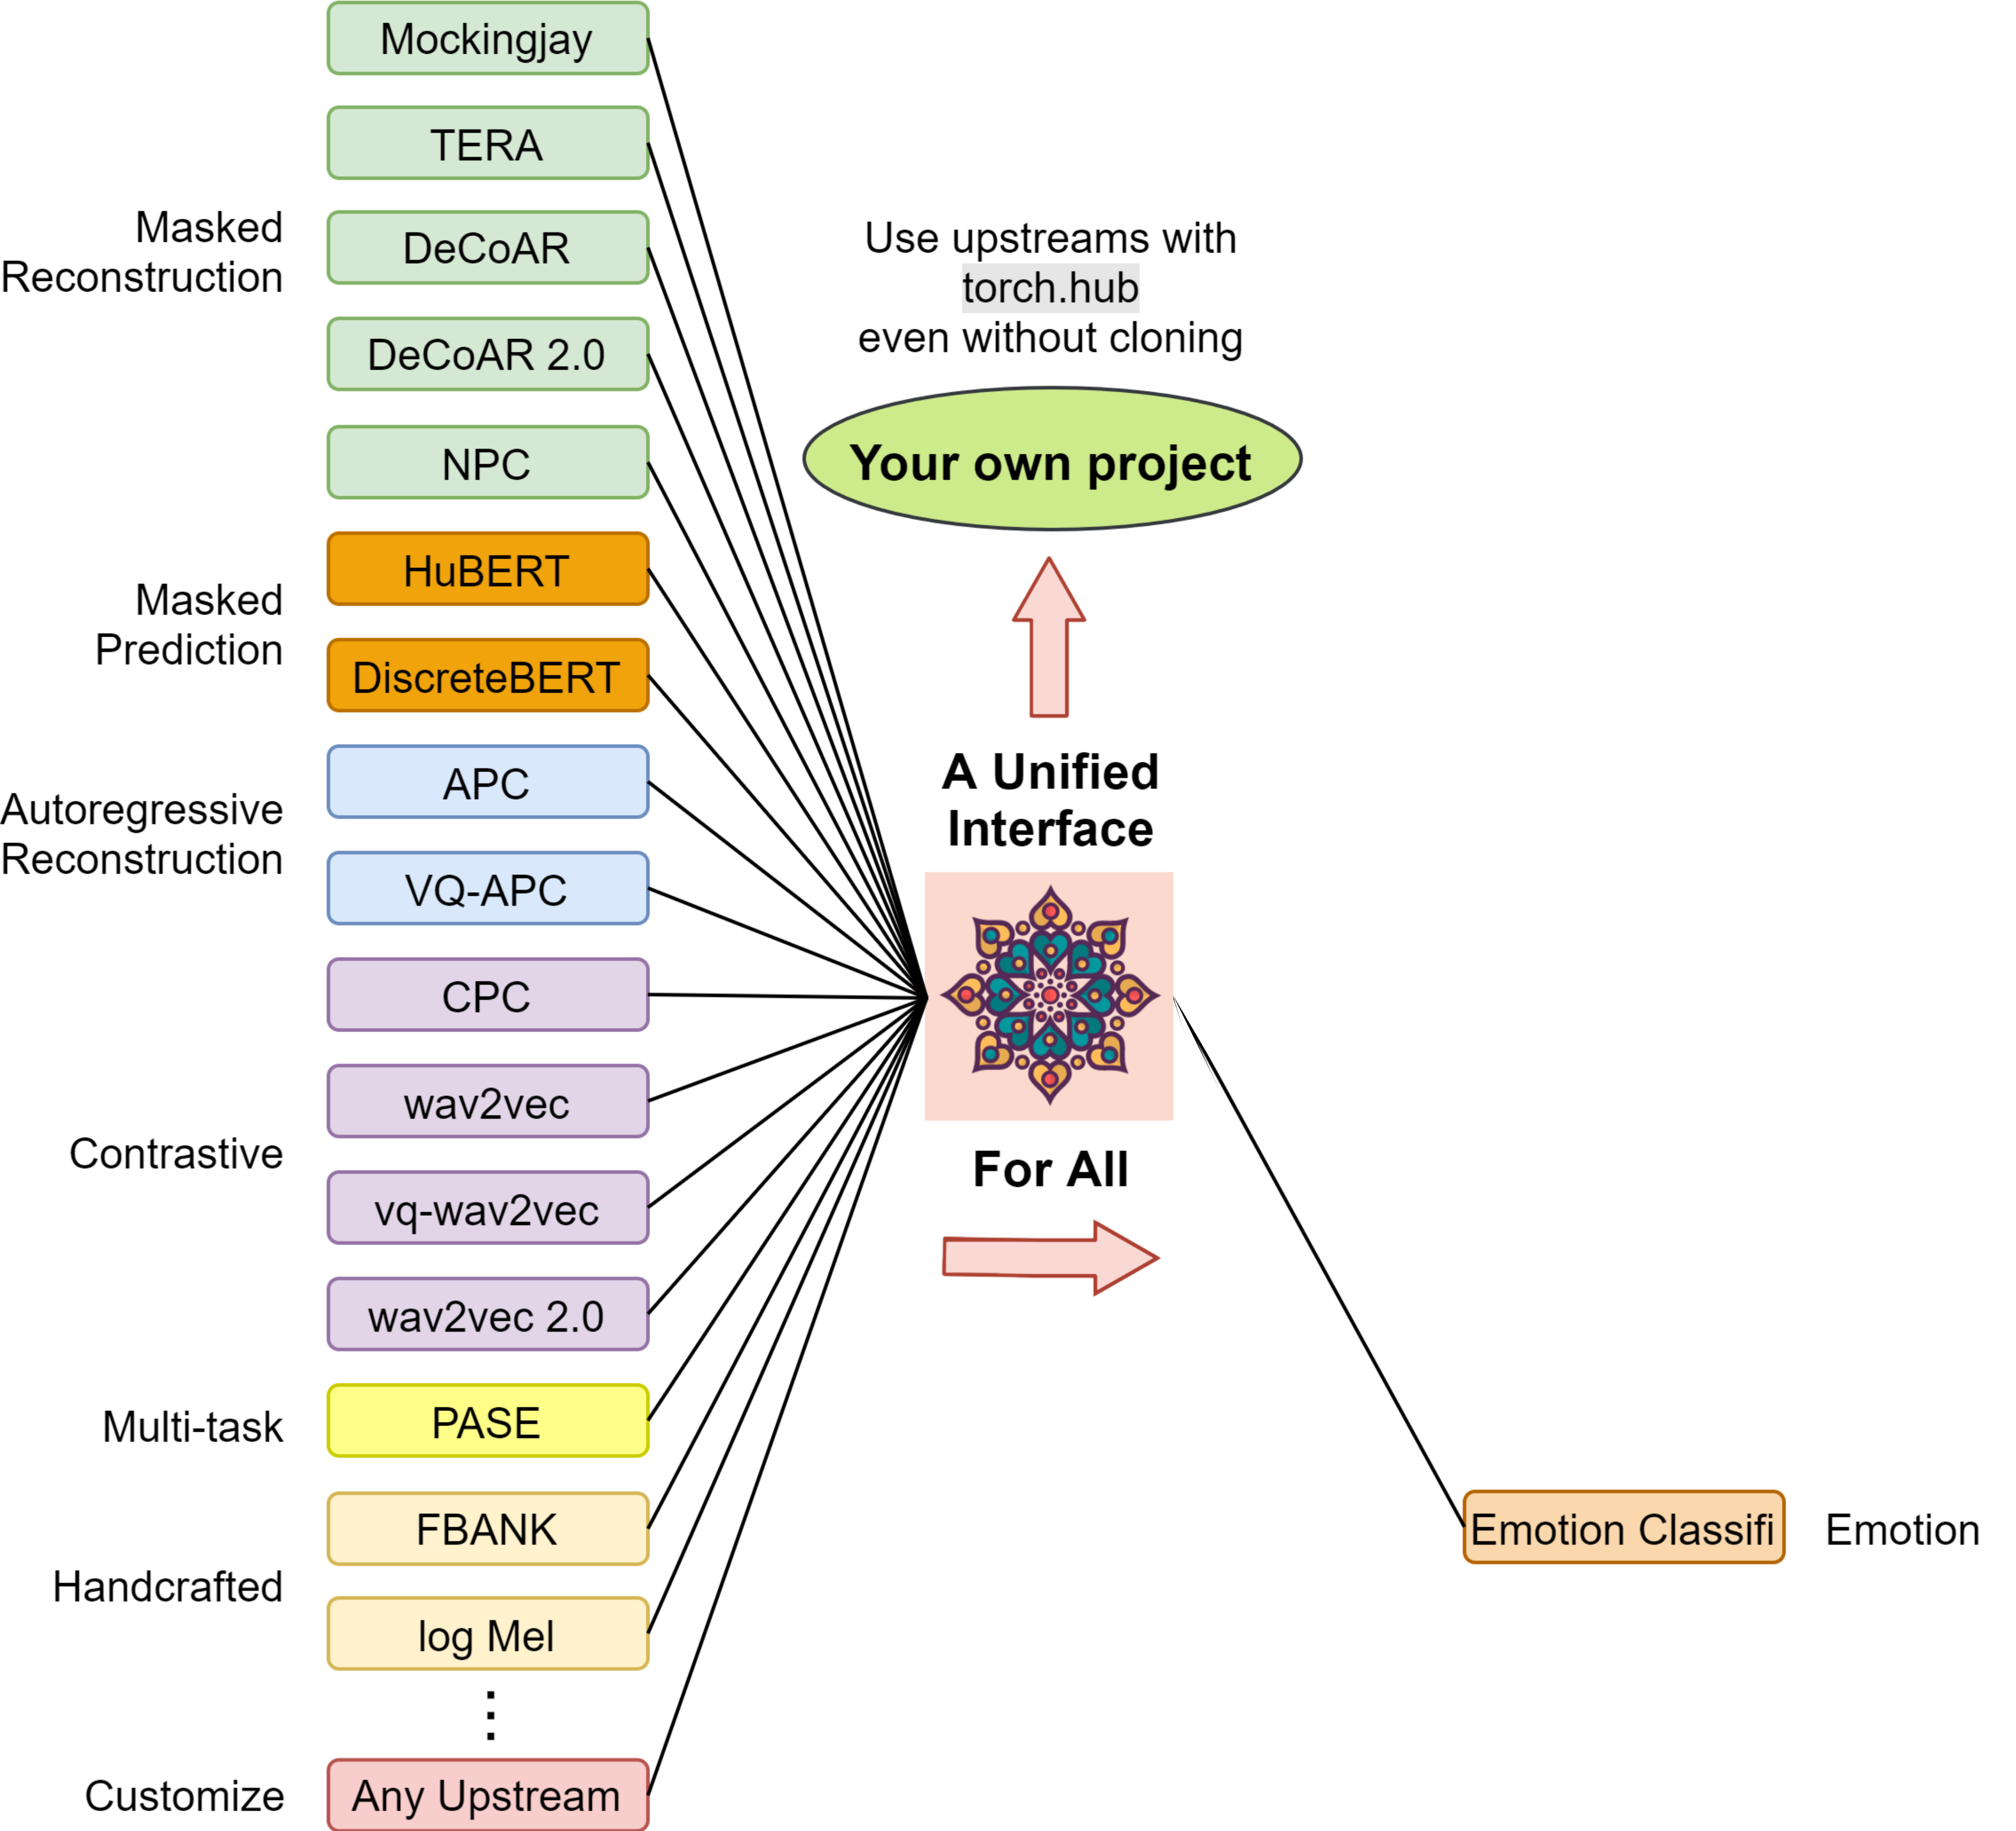 Masked
Reconstruction
Mockingjay
TERA
DeCoAR
DeCoAR 2.0
NPC
Masked
Prediction
HuBERT
DiscreteBERT
Autoregressive
Reconstruction
APC
VQ-APC
Contrastive
CPC
wav2vec
vq-wav2vec
wav2vec 2.0
Multi-task
PASE
Handcrafted
FBANK
log Mel
⋮
Customize
Any Upstream
Use upstreams with
torch.hub
even without cloning
Your own project
A Unified
Interface
For All
Emotion Classifi
Emotion